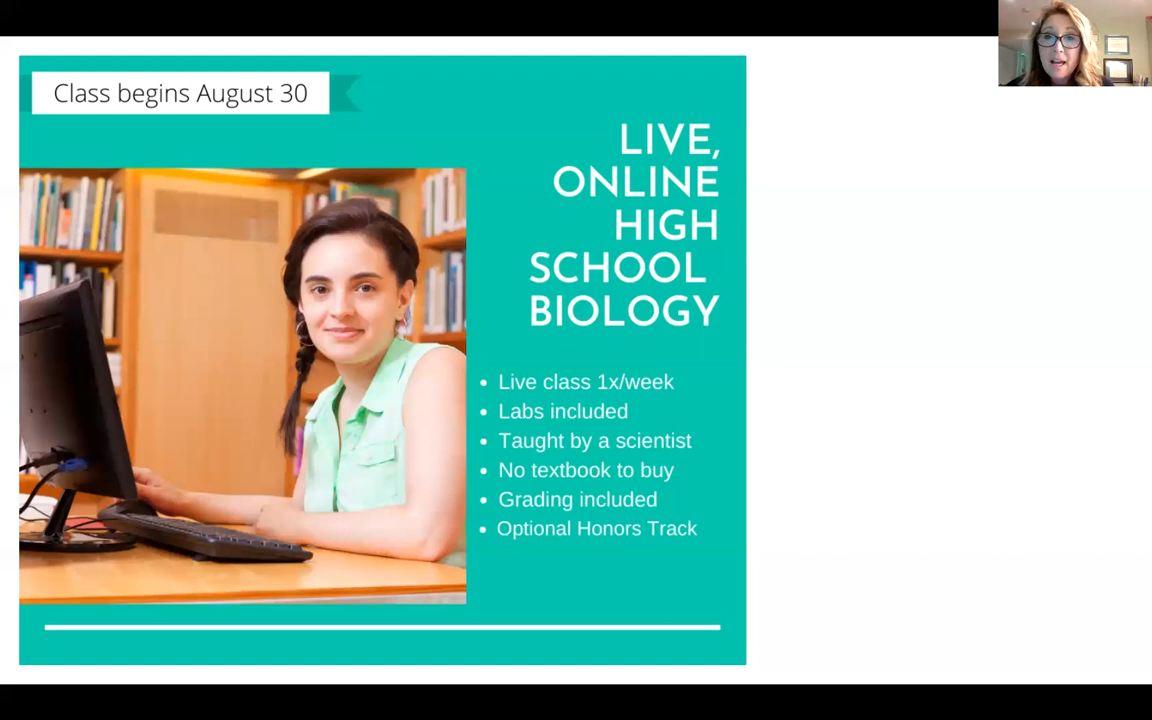 Class begins August 30
LIVE,
ONLINE
HIGH
SCHOOL
BIOLOGY
• Live class 1x/week
• Labs included
• Taught by a scientist
• No textbook to buy
• Grading included
• Optional Honors Track